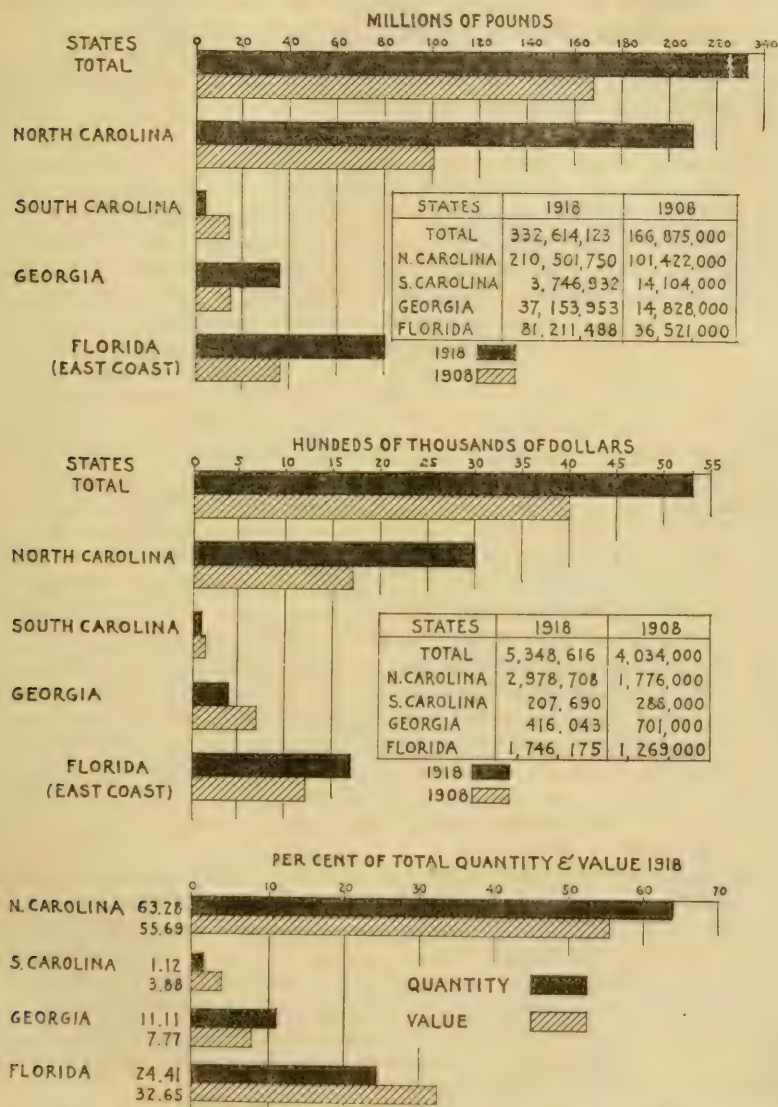 MILLIONS OF POUNDS
STATES 0 20 40 60 80 100 120 140 160 180 200 220 340
TOTAL
NORTH CAROLINA
SOUTH CAROLINA
STATES 1918 1908
TOTAL 332,614,123 166,875,000
N.CAROLINA 210,501,750 101,422,000
S.CAROLINA 3,746,932 14,104,000
GEORGIA 37,153,953 14,828,000
FLORIDA 81,211,488 36,521,000
GEORGIA
FLORIDA
(EAST COAST)
1918
1908
HUNDEDS OF THOUSANDS OF DOLLARS
STATES 0 5 10 15 20 25 30 35 40 45 50 55
TOTAL
NORTH CAROLINA
SOUTH CAROLINA
STATES 1918 1908
TOTAL 5,348,616 4,034,000
N.CAROLINA 2,978,708 1,776,000
S.CAROLINA 207,690 288,000
GEORGIA 416,043 701,000
FLORIDA 1,746,175 1,269,000
GEORGIA
FLORIDA
(EAST COAST)
1918
1908
PER CENT OF TOTAL QUANTITY & VALUE 1918
0 10 20 30 40 50 60 70
N.CAROLINA 63.28
55.69
S.CAROLINA 1.12
3.88
QUANTITY
GEORGIA 11.11
7.77
VALUE
FLORIDA 24.41
32.65